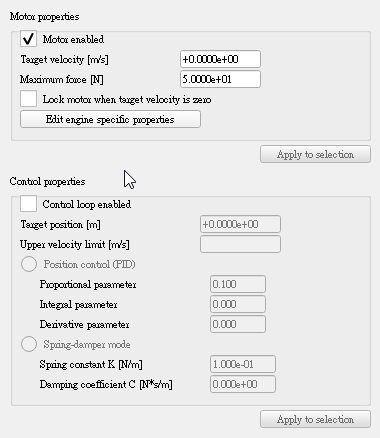 Motor properties
Motor enabled
Target velocity [m/s] +0.0000e+00
Maximum force [N] 5.0000e+01
Lock motor when target velocity is zero
Edit engine specific properties
Apply to selection
Control properties
Control loop enabled
Target position [m] +0.0000e+00
Upper velocity limit [m/s]
Position control (PID)
Proportional parameter 0.100
Integral parameter 0.000
Derivative parameter 0.000
Spring-damper mode
Spring constant K [N/m] 1.000e-01
Damping coefficient C [N*s/m] 0.000e+00
Apply to selection